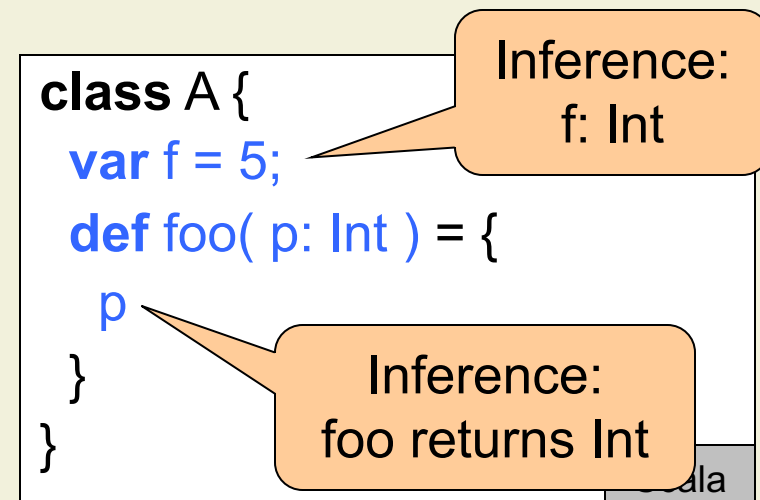 Inference:
f: Int
class A {
var f = 5;
def foo( p: Int ) = {
p
}
Inference:
foo returns Int
}